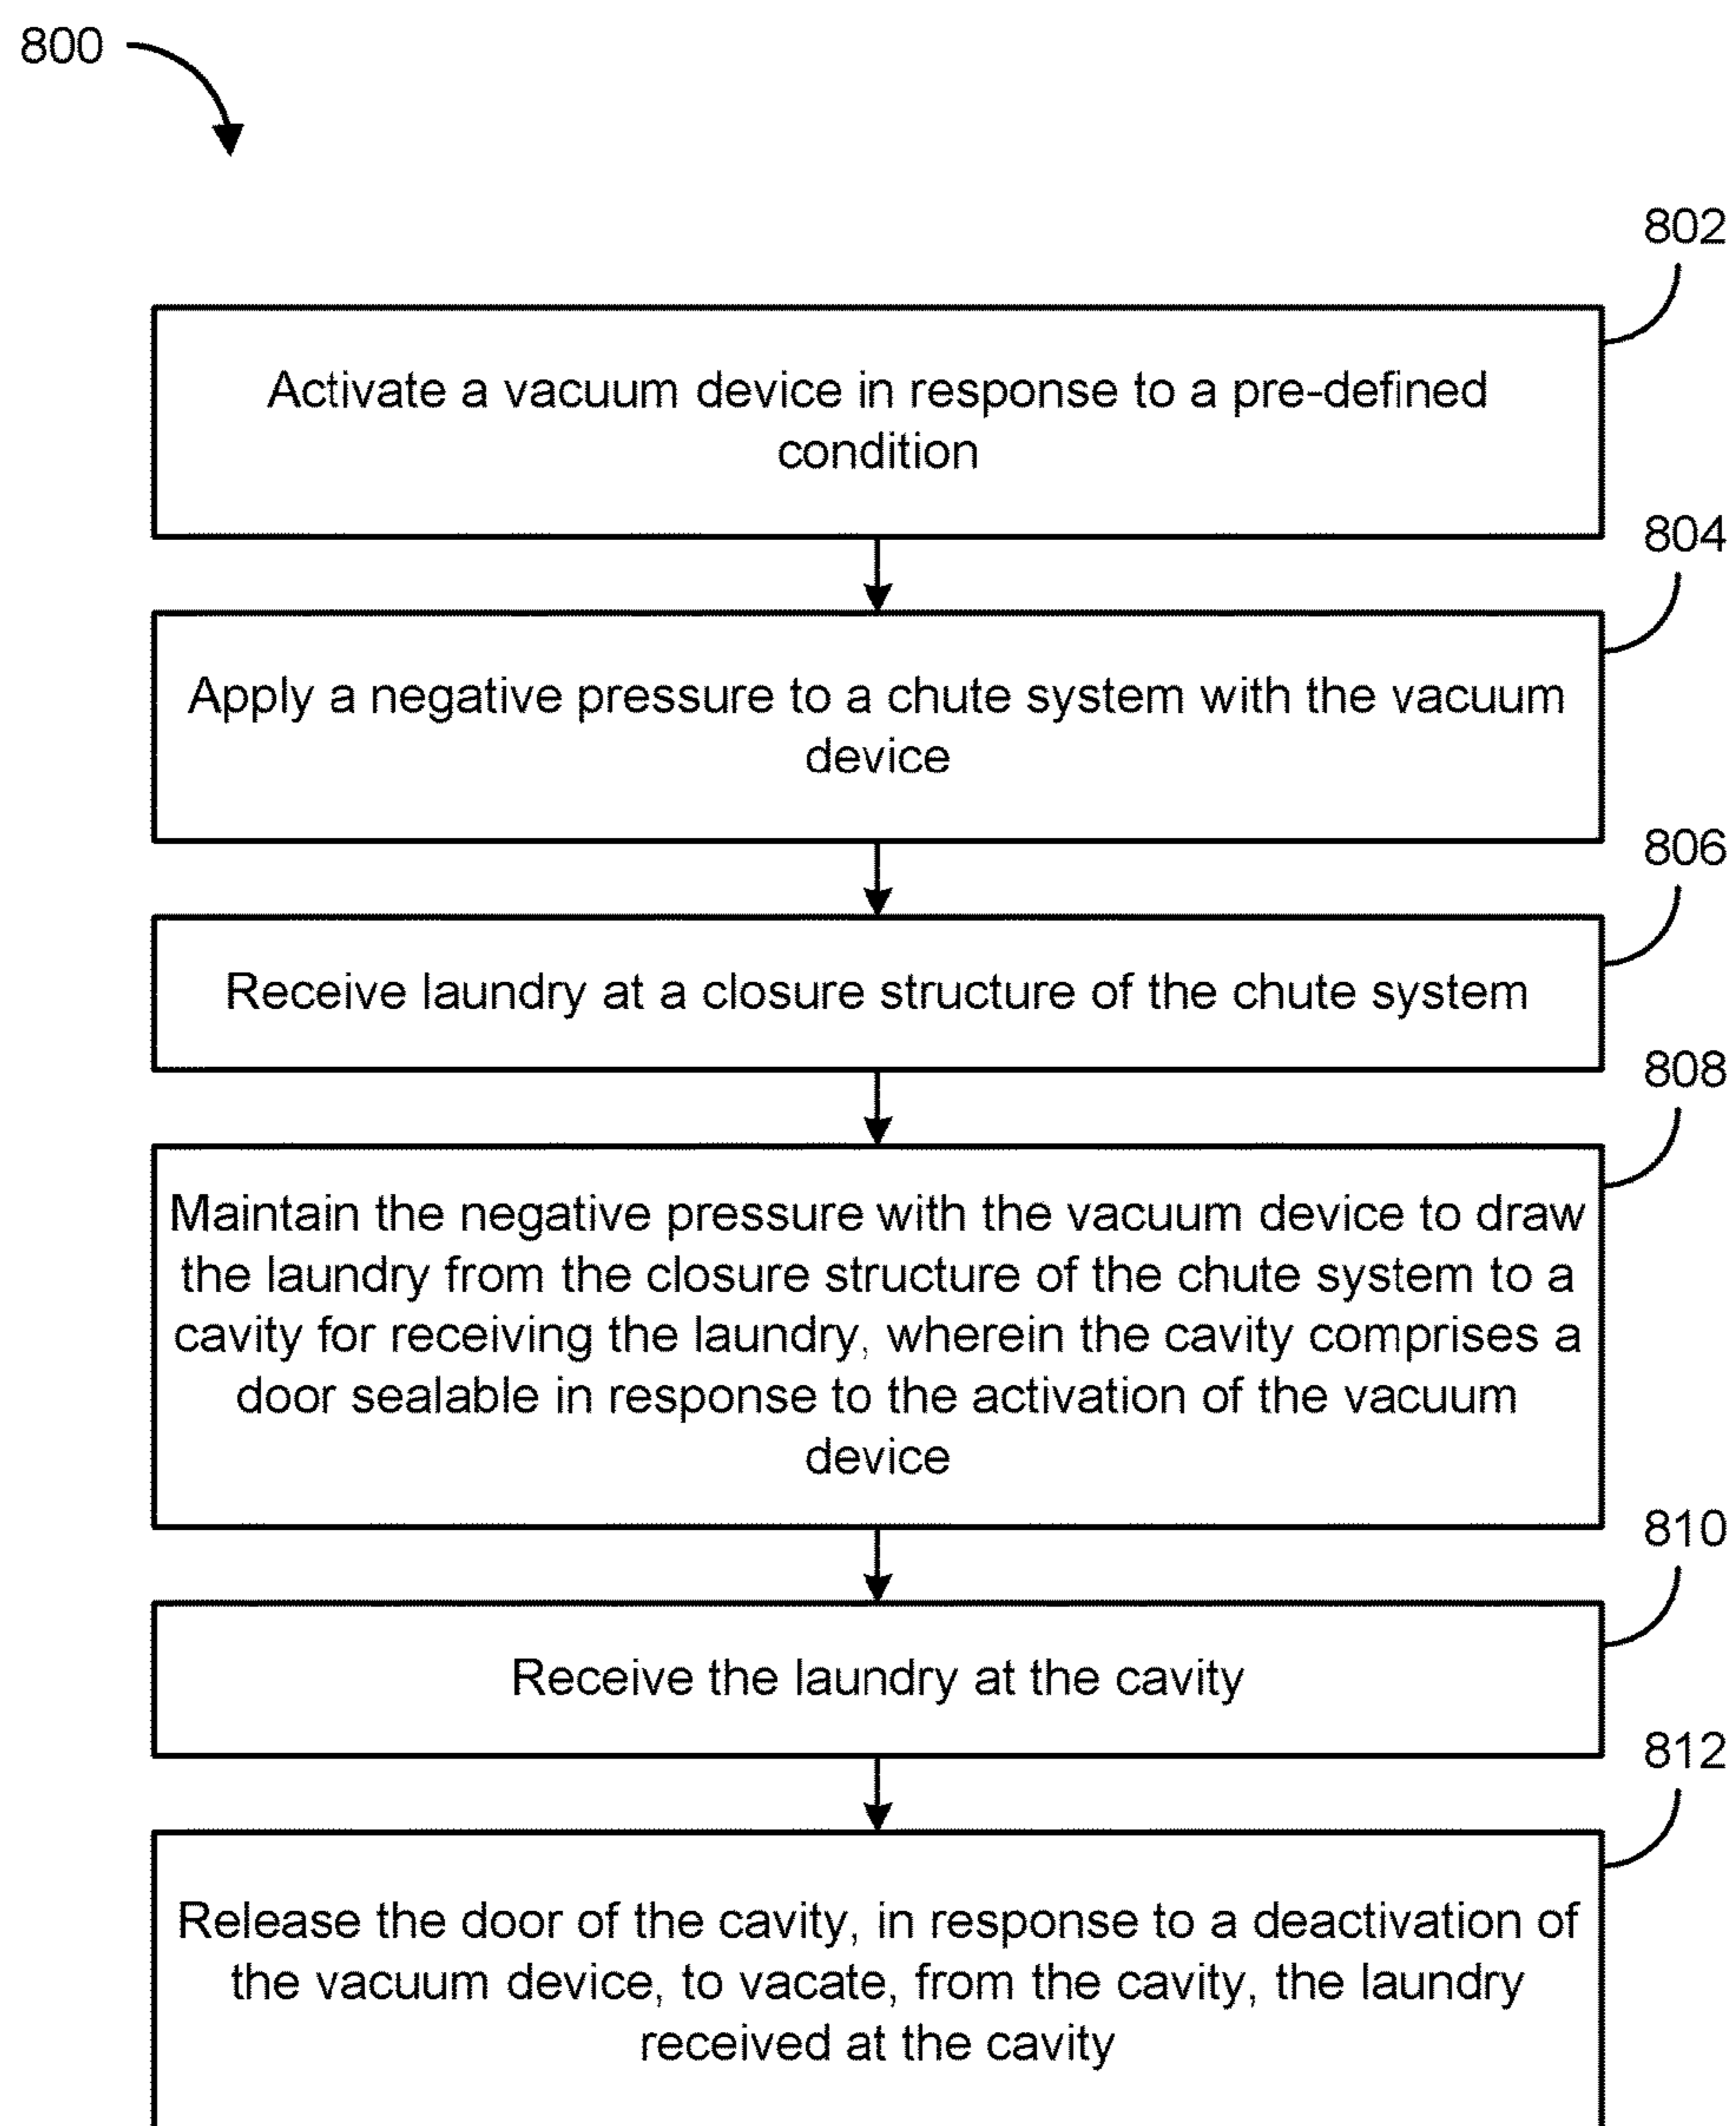 800
802
Activate a vacuum device in response to a pre-defined
condition
804
Apply a negative pressure to a chute system with the vacuum
device
806
Receive laundry at a closure structure of the chute system
808
Maintain the negative pressure with the vacuum device to draw
the laundry from the closure structure of the chute system to a
cavity for receiving the laundry, wherein the cavity comprises a
door sealable in response to the activation of the vacuum
device
810
Receive the laundry at the cavity
812
Release the door of the cavity, in response to a deactivation of
the vacuum device, to vacate, from the cavity, the laundry
received at the cavity